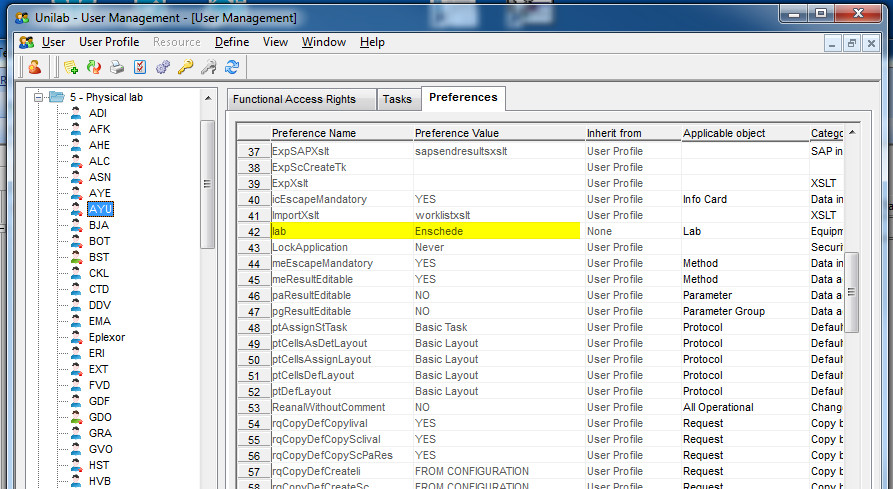 Unilab - User Management - [User Management]
User User Profile Resource Define View Window Help
5 - Physical lab
ADI
AFK
AHE
ALC
ASN
AYE
AYU
BJA
BOT
BST
CKL
CTD
DDV
EMA
Eplexor
ERI
EXT
FVD
GDF
GDO
GRA
GVO
HST
HVB
Functional Access Rights Tasks Preferences
Preference Name Preference Value Inherit from Applicable object Categ
37 ExpSAPXslt sapsendresultsxslt User Profile SAP in
38 ExpScCreateTk User Profile
39 ExpXslt User Profile XSLT
40 icEscapeMandatory YES User Profile Info Card Data in
41 ImportXslt worklistxslt User Profile XSLT
42 lab Enschede None Lab Equipm
43 LockApplication Never User Profile Securi
44 meEscapeMandatory YES User Profile Method Data in
45 meResultEditable YES User Profile Method Data a
46 paResultEditable NO User Profile Parameter Data a
47 pgResultEditable NO User Profile Parameter Group Data a
48 ptAssignStTask Basic Task User Profile Protocol Defaul
49 ptCellsAsDetLayout Basic Layout User Profile Protocol Defaul
50 ptCellsAssignLayout Basic Layout User Profile Protocol Defaul
51 ptCellsDefLayout Basic Layout User Profile Protocol Defaul
52 ptDefLayout Basic Layout User Profile Protocol Defaul
53 ReanalWithoutComment NO User Profile All Operational Chang
54 rqCopyDefCopyIival YES User Profile Request Copy b
55 rqCopyDefCopyScIival YES User Profile Request Copy b
56 rqCopyDefCopyScPaRes YES User Profile Request Copy b
57 rqCopyDefCreateIi FROM CONFIGURATION User Profile Request Copy b
58 rqCopyDefCreateSc FROM CONFIGURATION User Profile Request Copy b